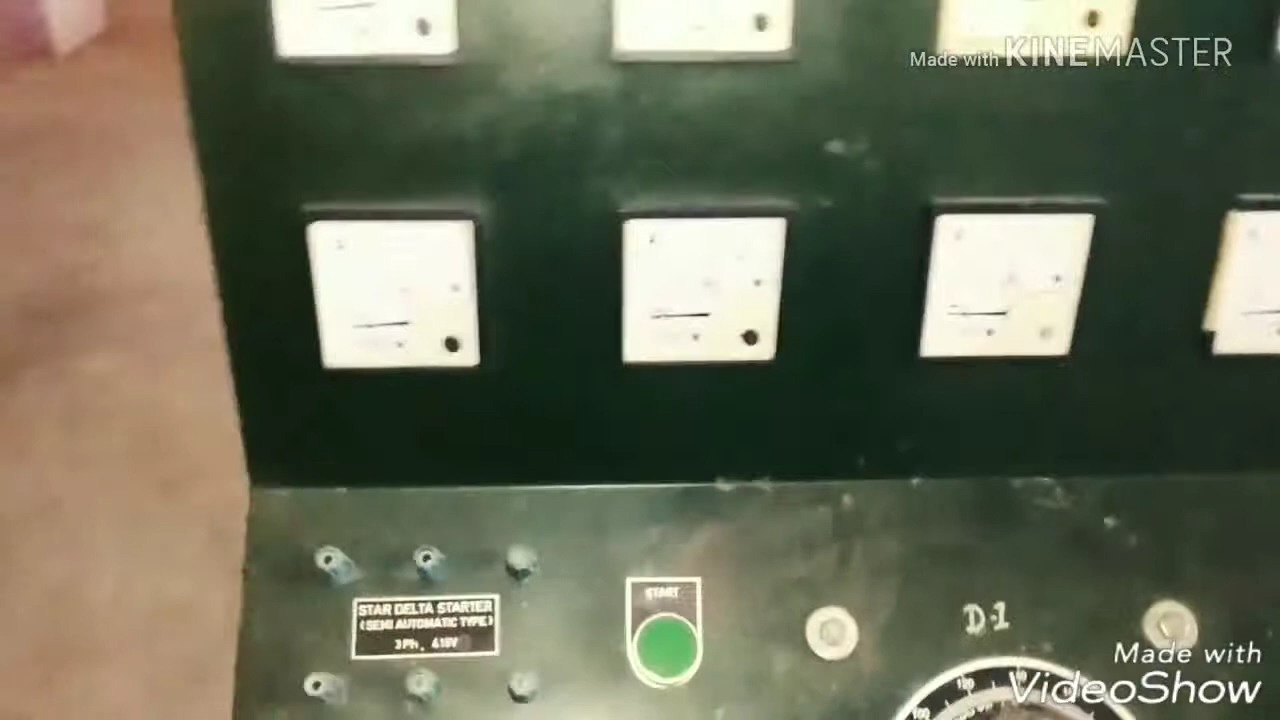 Made with KINEMASTER
STAR DELTA STARTER
(SEMI AUTOMATIC TYPE)
3Ph, 415V
START
D-1
Made with
VideoShow